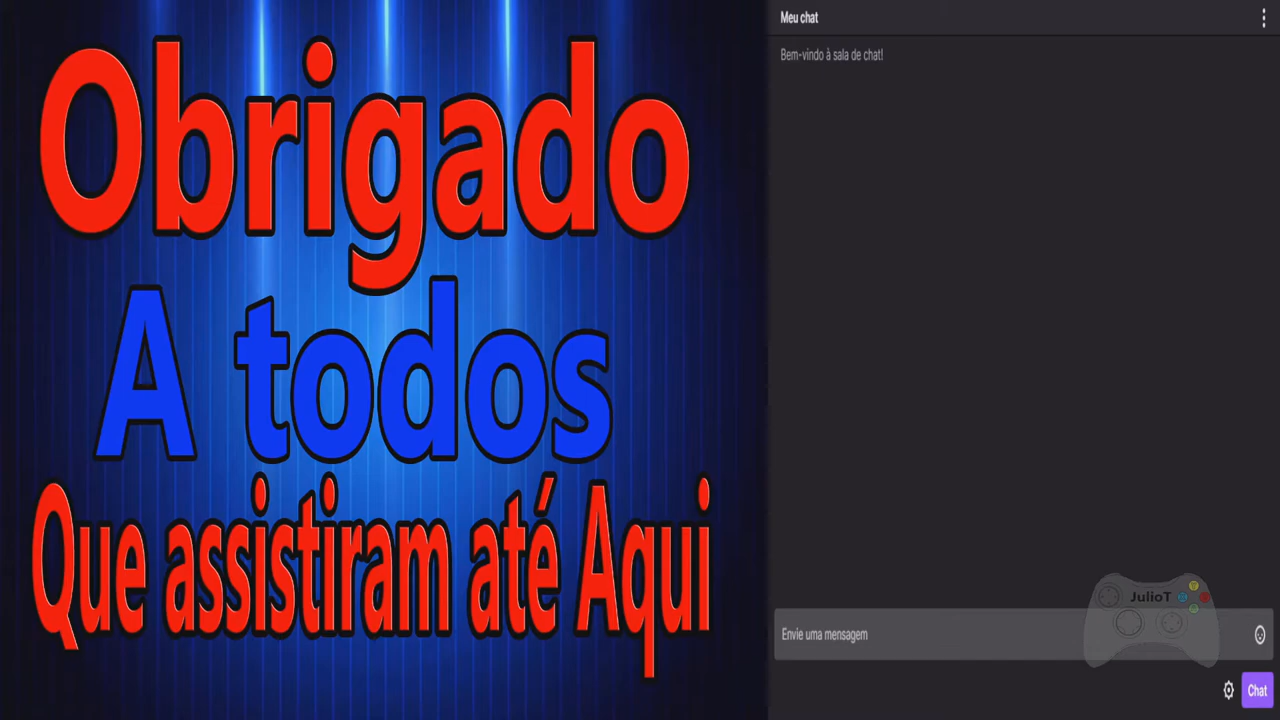 Obrigado
A todos
Que assistiram até Aqui
Meu chat
Bem-vindo à sala de chat!
JulioT
Envie uma mensagem
Chat